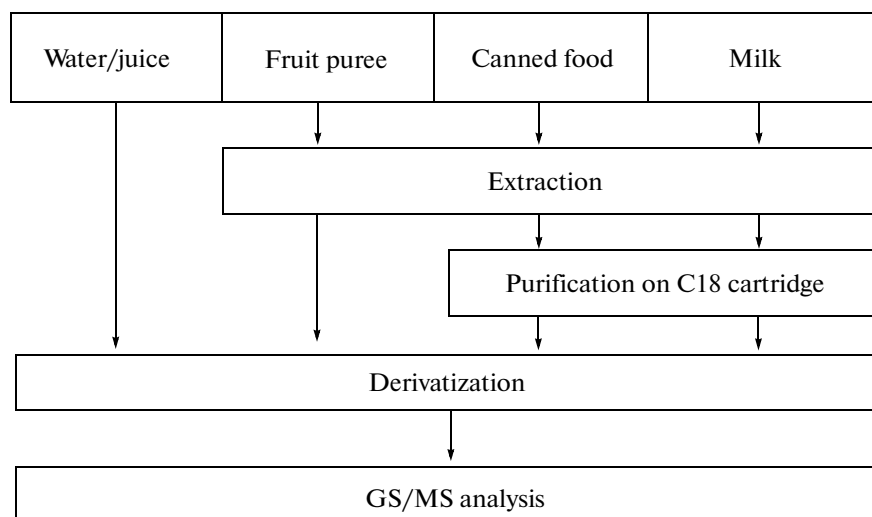 Water/juice
Fruit puree
Canned food
Milk
Extraction
Purification on C18 cartridge
Derivatization
GS/MS analysis